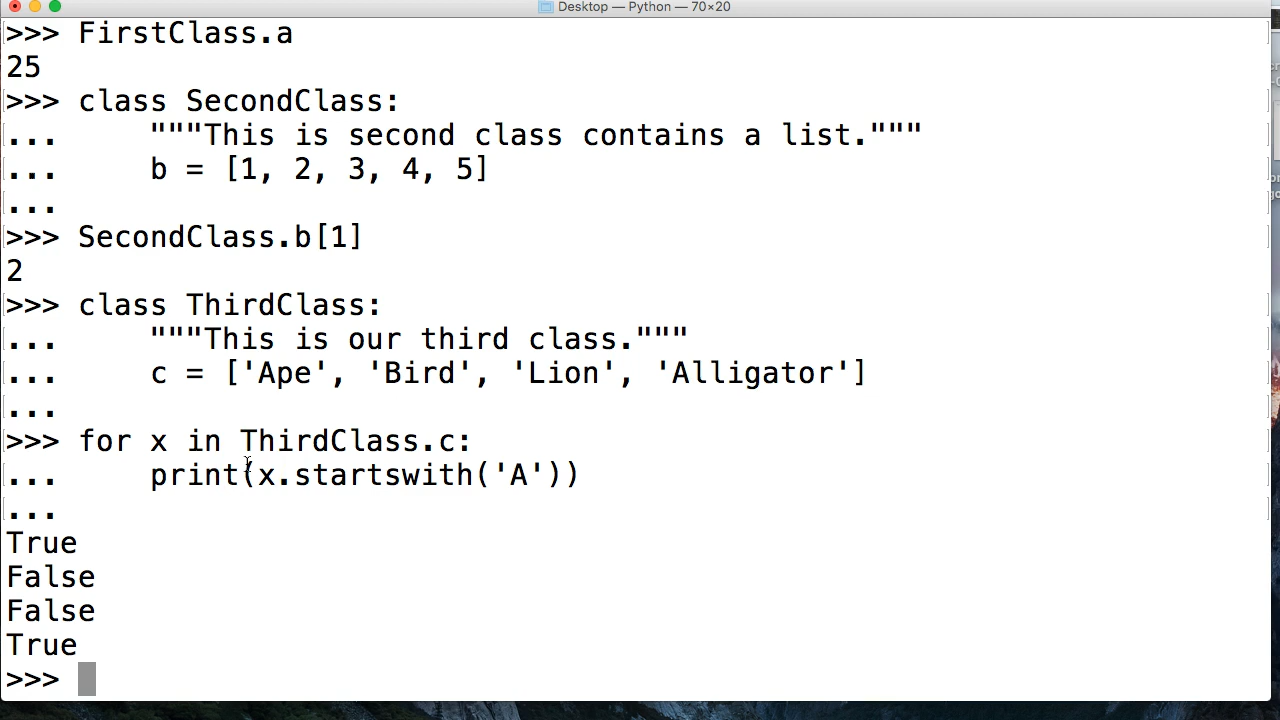 Desktop — Python — 70×20
>>> FirstClass.a
25
>>> class SecondClass:
...     """This is second class contains a list."""
...     b = [1, 2, 3, 4, 5]
...
>>> SecondClass.b[1]
2
>>> class ThirdClass:
...     """This is our third class."""
...     c = ['Ape', 'Bird', 'Lion', 'Alligator']
...
>>> for x in ThirdClass.c:
...     print(x.startswith('A'))
...
True
False
False
True
>>>